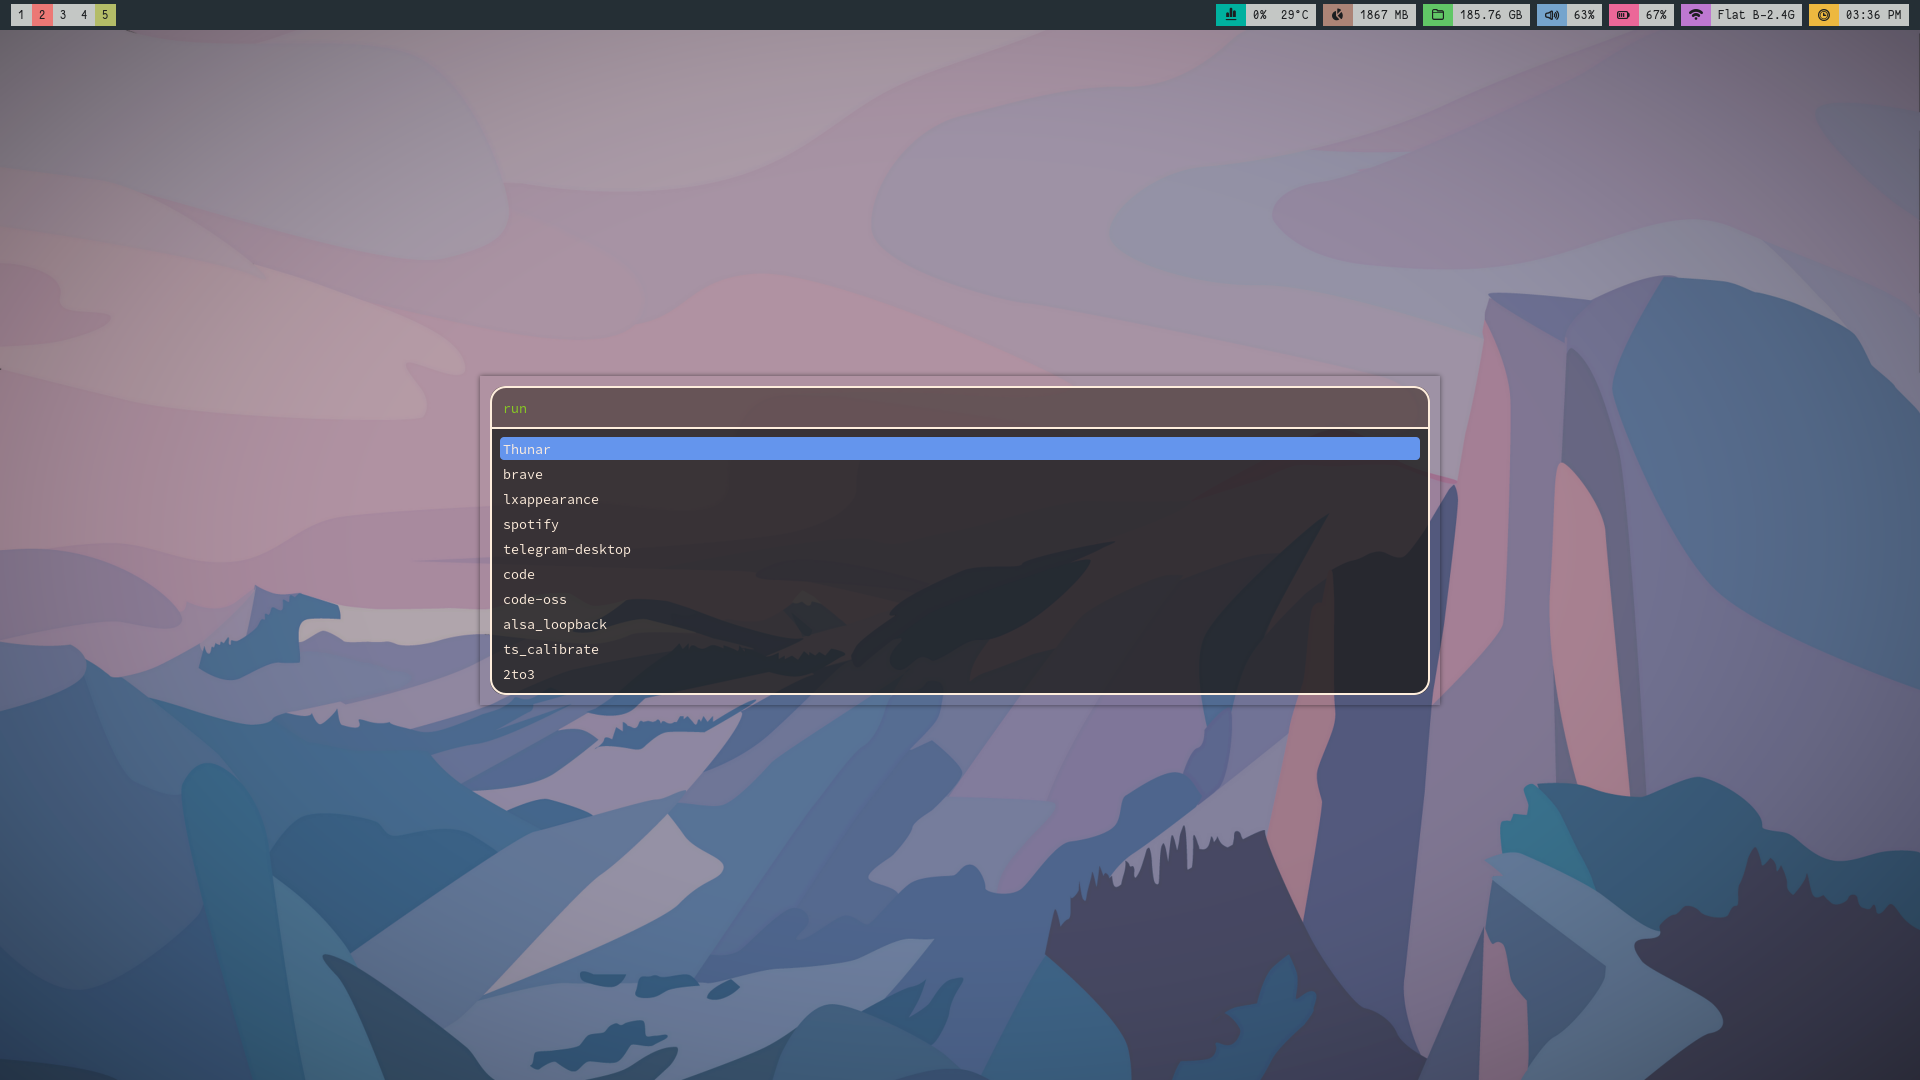 1 2 3 4 5 0% 29°C 1867 MB 185.76 GB 63% 67% Flat B-2.4G 03:36 PM
run
Thunar
brave
lxappearance
spotify
telegram-desktop
code
code-oss
alsa_loopback
ts_calibrate
2to3